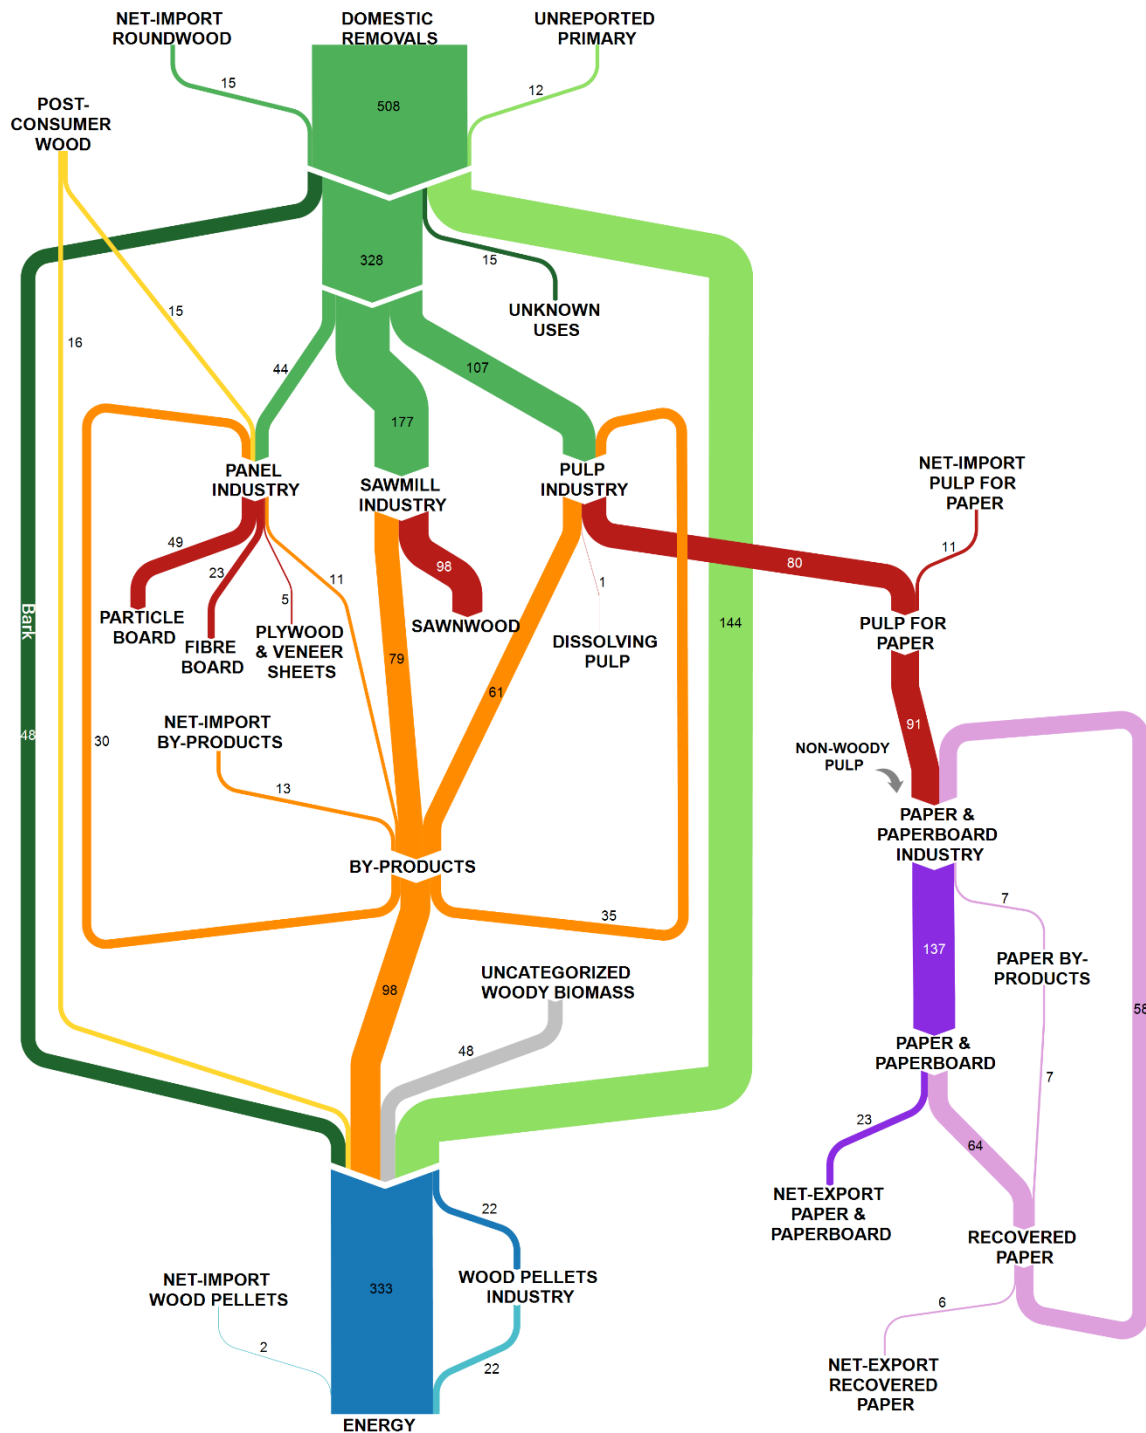 NET-IMPORT
ROUNDWOOD
DOMESTIC
REMOVALS
UNREPORTED
PRIMARY
15
508
12
POST-
CONSUMER
WOOD
328
15
UNKNOWN
USES
15
16
44
107
177
144
PANEL
INDUSTRY
SAWMILL
INDUSTRY
PULP
INDUSTRY
NET-IMPORT
PULP FOR
PAPER
49
23
5
11
98
1
80
11
Bark
PARTICLE
BOARD
FIBRE
BOARD
PLYWOOD
& VENEER
SHEETS
SAWNWOOD
DISSOLVING
PULP
PULP FOR
PAPER
79
61
48
30
NET-IMPORT
BY-PRODUCTS
13
91
NON-WOODY
PULP
PAPER &
PAPERBOARD
INDUSTRY
BY-PRODUCTS
35
7
137
PAPER BY-
PRODUCTS
98
UNCATEGORIZED
WOODY BIOMASS
48
58
PAPER &
PAPERBOARD
7
23
64
NET-EXPORT
PAPER &
PAPERBOARD
RECOVERED
PAPER
22
333
NET-IMPORT
WOOD PELLETS
WOOD PELLETS
INDUSTRY
2
22
6
NET-EXPORT
RECOVERED
PAPER
ENERGY